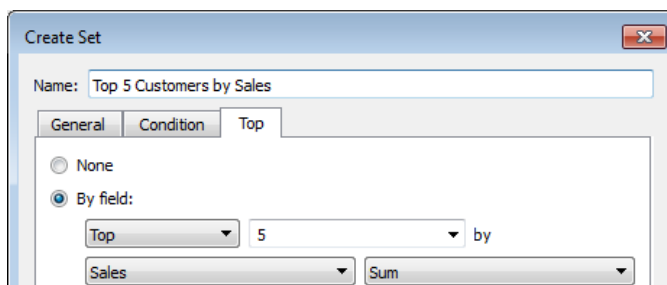 Create Set
Name: Top 5 Customers by Sales
General Condition Top
None
By field:
Top 5 by
Sales Sum